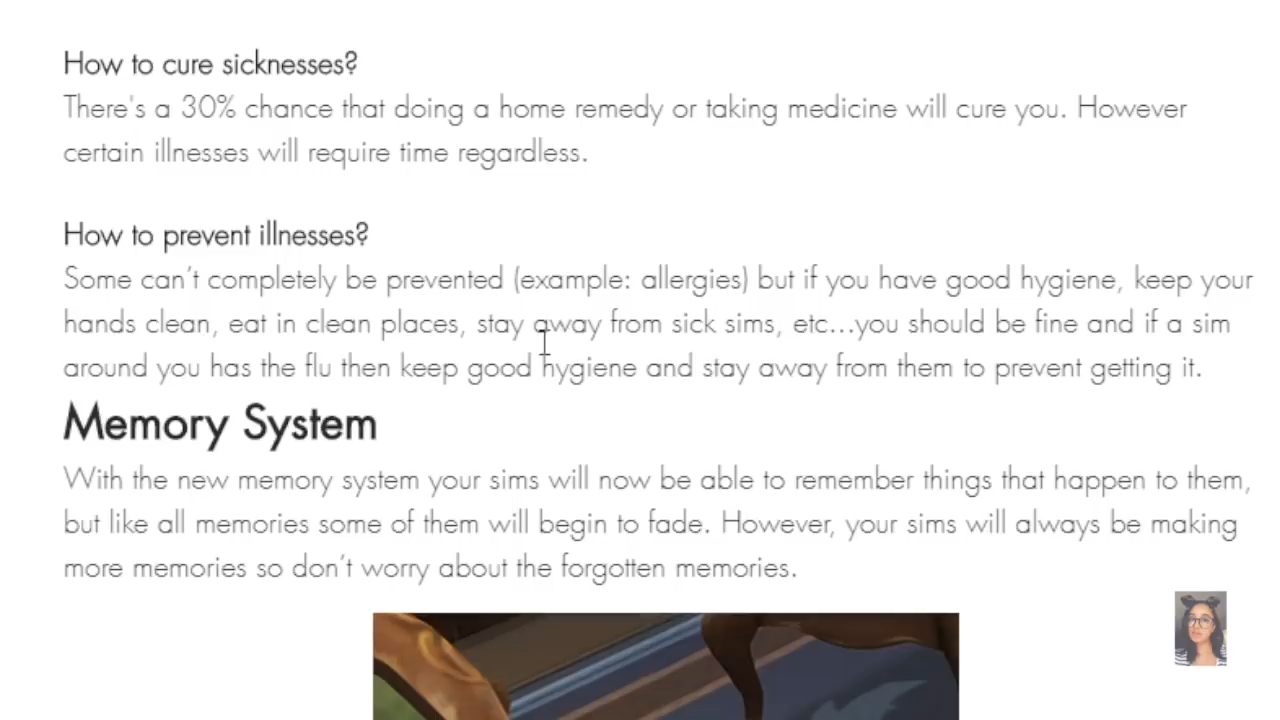 How to cure sicknesses?
There's a 30% chance that doing a home remedy or taking medicine will cure you. However
certain illnesses will require time regardless.
How to prevent illnesses?
Some can't completely be prevented (example: allergies) but if you have good hygiene, keep your
hands clean, eat in clean places, stay away from sick sims, etc...you should be fine and if a sim
around you has the flu then keep good hygiene and stay away from them to prevent getting it.
Memory System
With the new memory system your sims will now be able to remember things that happen to them,
but like all memories some of them will begin to fade. However, your sims will always be making
more memories so don't worry about the forgotten memories.